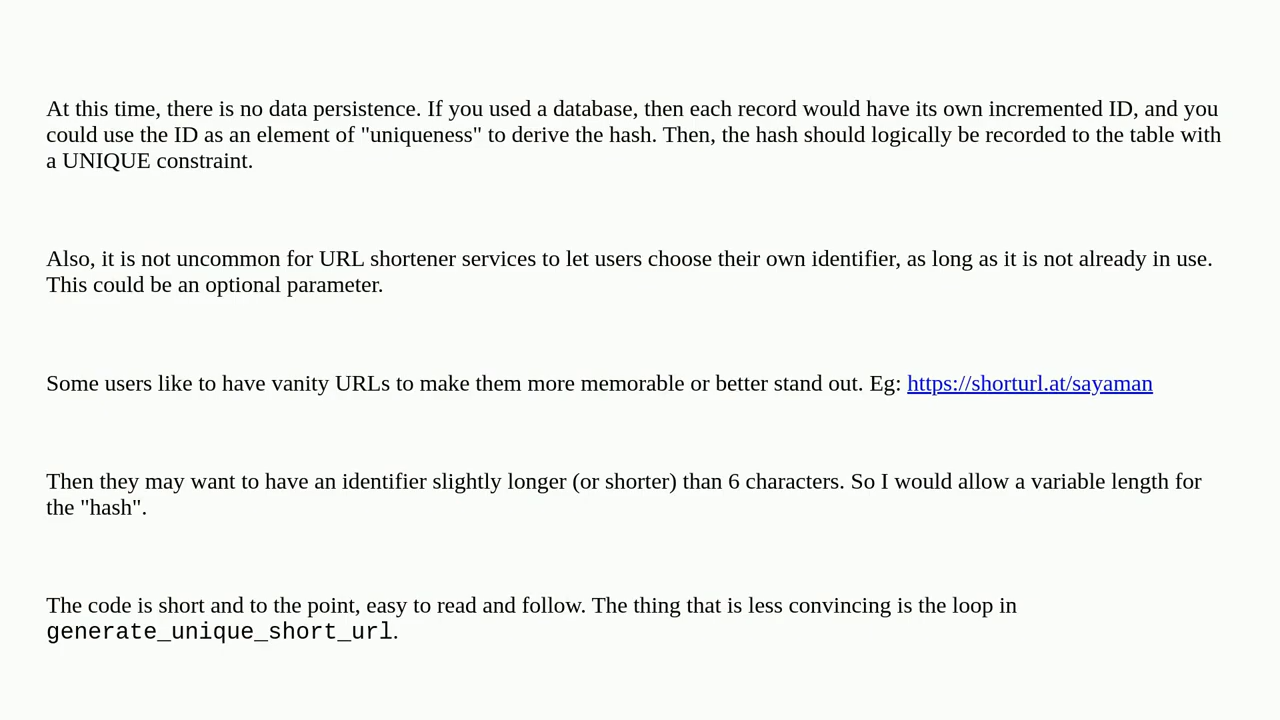 At this time, there is no data persistence. If you used a database, then each record would have its own incremented ID, and you
could use the ID as an element of "uniqueness" to derive the hash. Then, the hash should logically be recorded to the table with
a UNIQUE constraint.
Also, it is not uncommon for URL shortener services to let users choose their own identifier, as long as it is not already in use.
This could be an optional parameter.
Some users like to have vanity URLs to make them more memorable or better stand out. Eg: https://shorturl.at/sayaman
Then they may want to have an identifier slightly longer (or shorter) than 6 characters. So I would allow a variable length for
the "hash".
The code is short and to the point, easy to read and follow. The thing that is less convincing is the loop in
generate_unique_short_url.